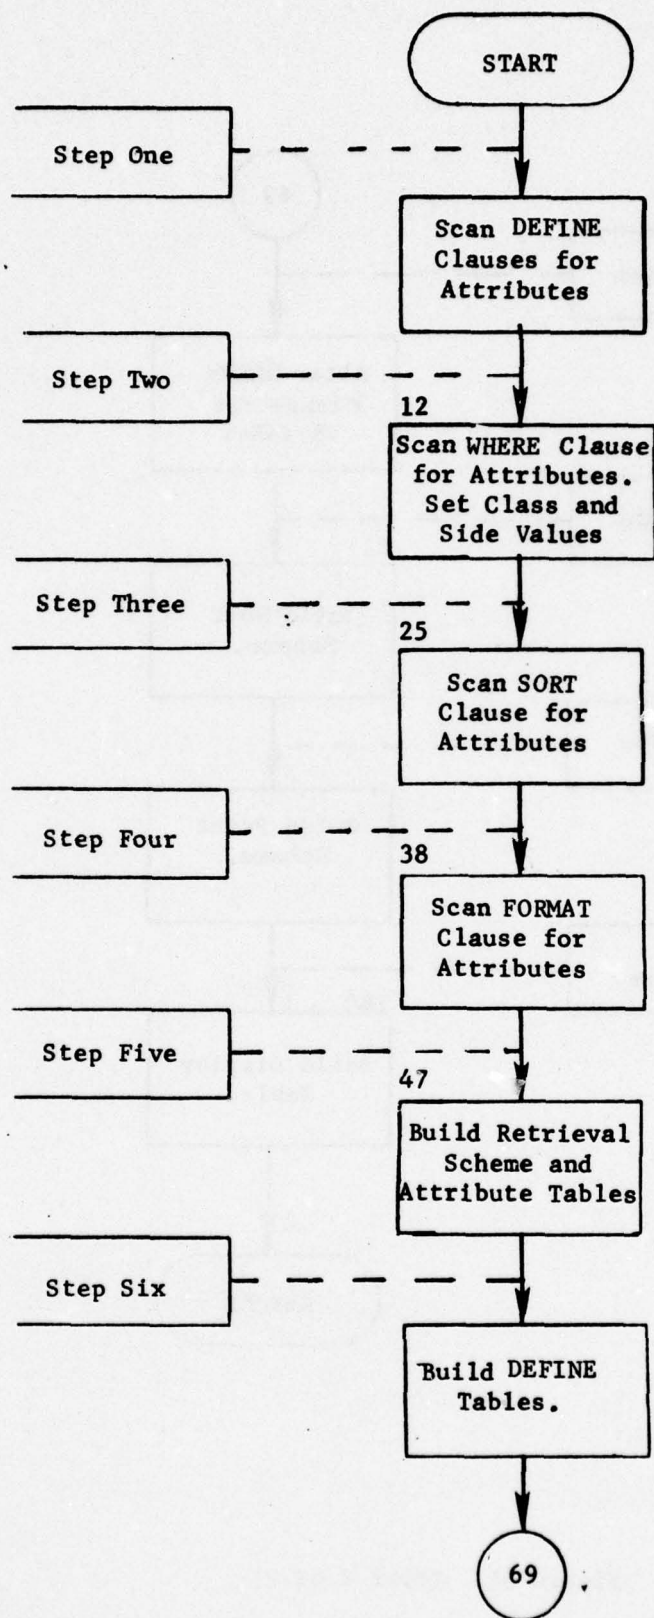 START
Step One
Scan DEFINE
Clauses for
Attributes
Step Two
12
Scan WHERE Clause
for Attributes.
Set Class and
Side Values
Step Three
25
Scan SORT
Clause for
Attributes
Step Four
38
Scan FORMAT
Clause for
Attributes
Step Five
47
Build Retrieval
Scheme and
Attribute Tables
Step Six
Build DEFINE
Tables.
69